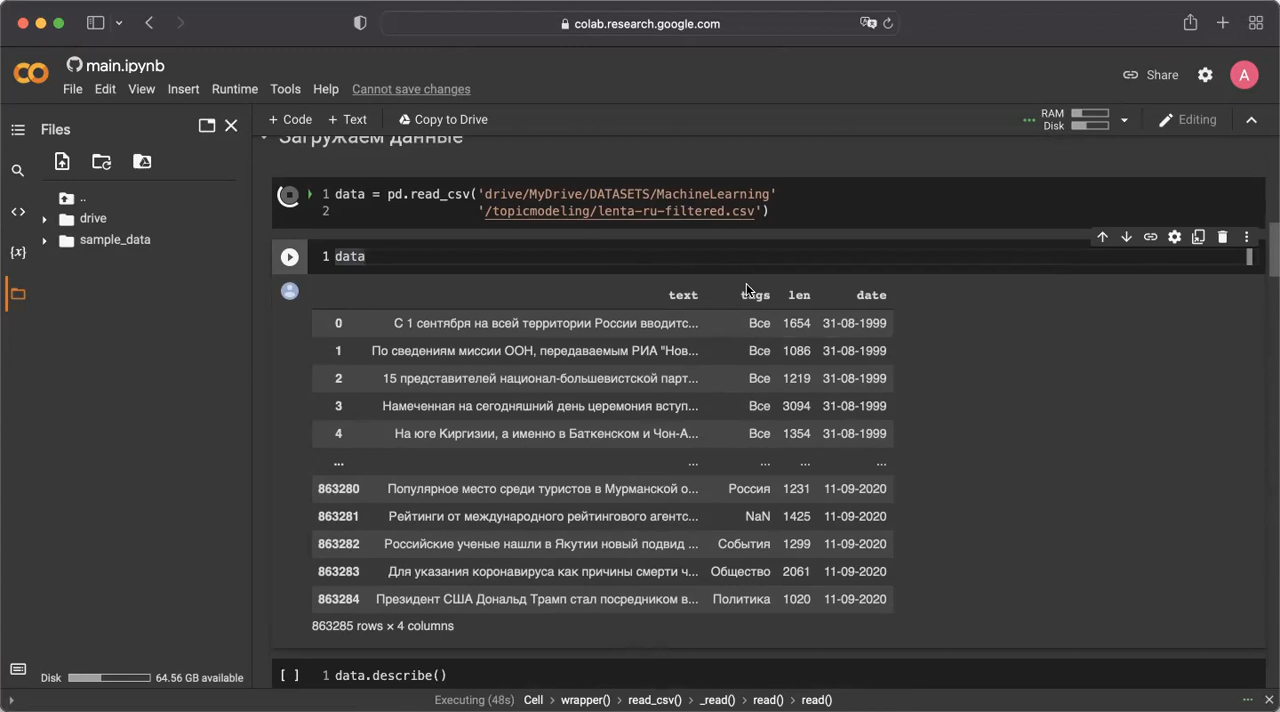 colab.research.google.com
main.ipynb
File Edit View Insert Runtime Tools Help Cannot save changes
Share
A
Files
+ Code + Text Copy to Drive
RAM
Disk
Editing
..
drive
sample_data
{x}
Загружаем данные
1 data = pd.read_csv('drive/MyDrive/DATASETS/MachineLearning'
2 '/topicmodeling/lenta-ru-filtered.csv')
1 data
text tags len date
0 С 1 сентября на всей территории России вводитс... Все 1654 31-08-1999
1 По сведениям миссии ООН, передаваемым РИА "Нов... Все 1086 31-08-1999
2 15 представителей национал-большевистской парт... Все 1219 31-08-1999
3 Намеченная на сегодняшний день церемония вступ... Все 3094 31-08-1999
4 На юге Киргизии, а именно в Баткенском и Чон-А... Все 1354 31-08-1999
... ... ... ... ...
863280 Популярное место среди туристов в Мурманской о... Россия 1231 11-09-2020
863281 Рейтинги от международного рейтингового агентс... NaN 1425 11-09-2020
863282 Российские ученые нашли в Якутии новый подвид ... События 1299 11-09-2020
863283 Для указания коронавируса как причины смерти ч... Общество 2061 11-09-2020
863284 Президент США Дональд Трамп стал посредником в... Политика 1020 11-09-2020
863285 rows × 4 columns
[ ] 1 data.describe()
Disk 64.56 GB available
Executing (48s) Cell > wrapper() > read_csv() > _read() > read() > read()